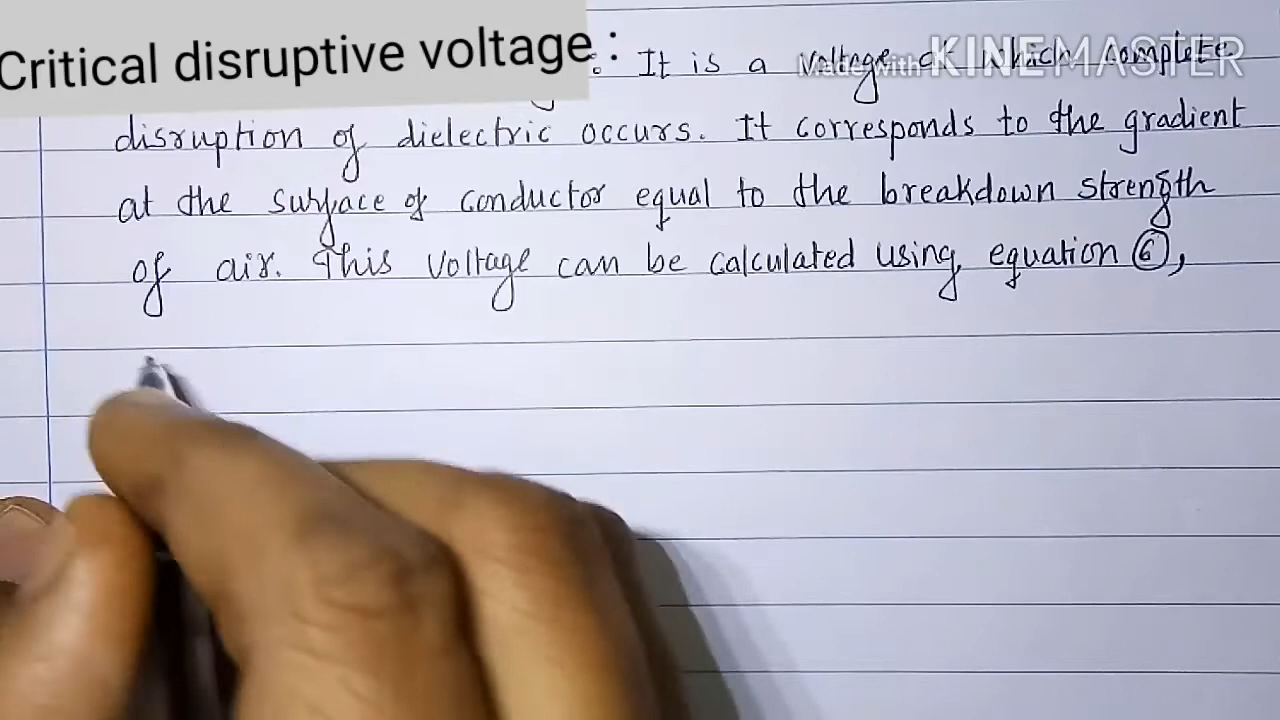 Critical disruptive voltage :
: It is a voltage at which complete
Made with KINEMASTER
disruption of dielectric occurs. It corresponds to the gradient
at the surface of conductor equal to the breakdown strength
of air. This voltage can be calculated using equation ⑥,